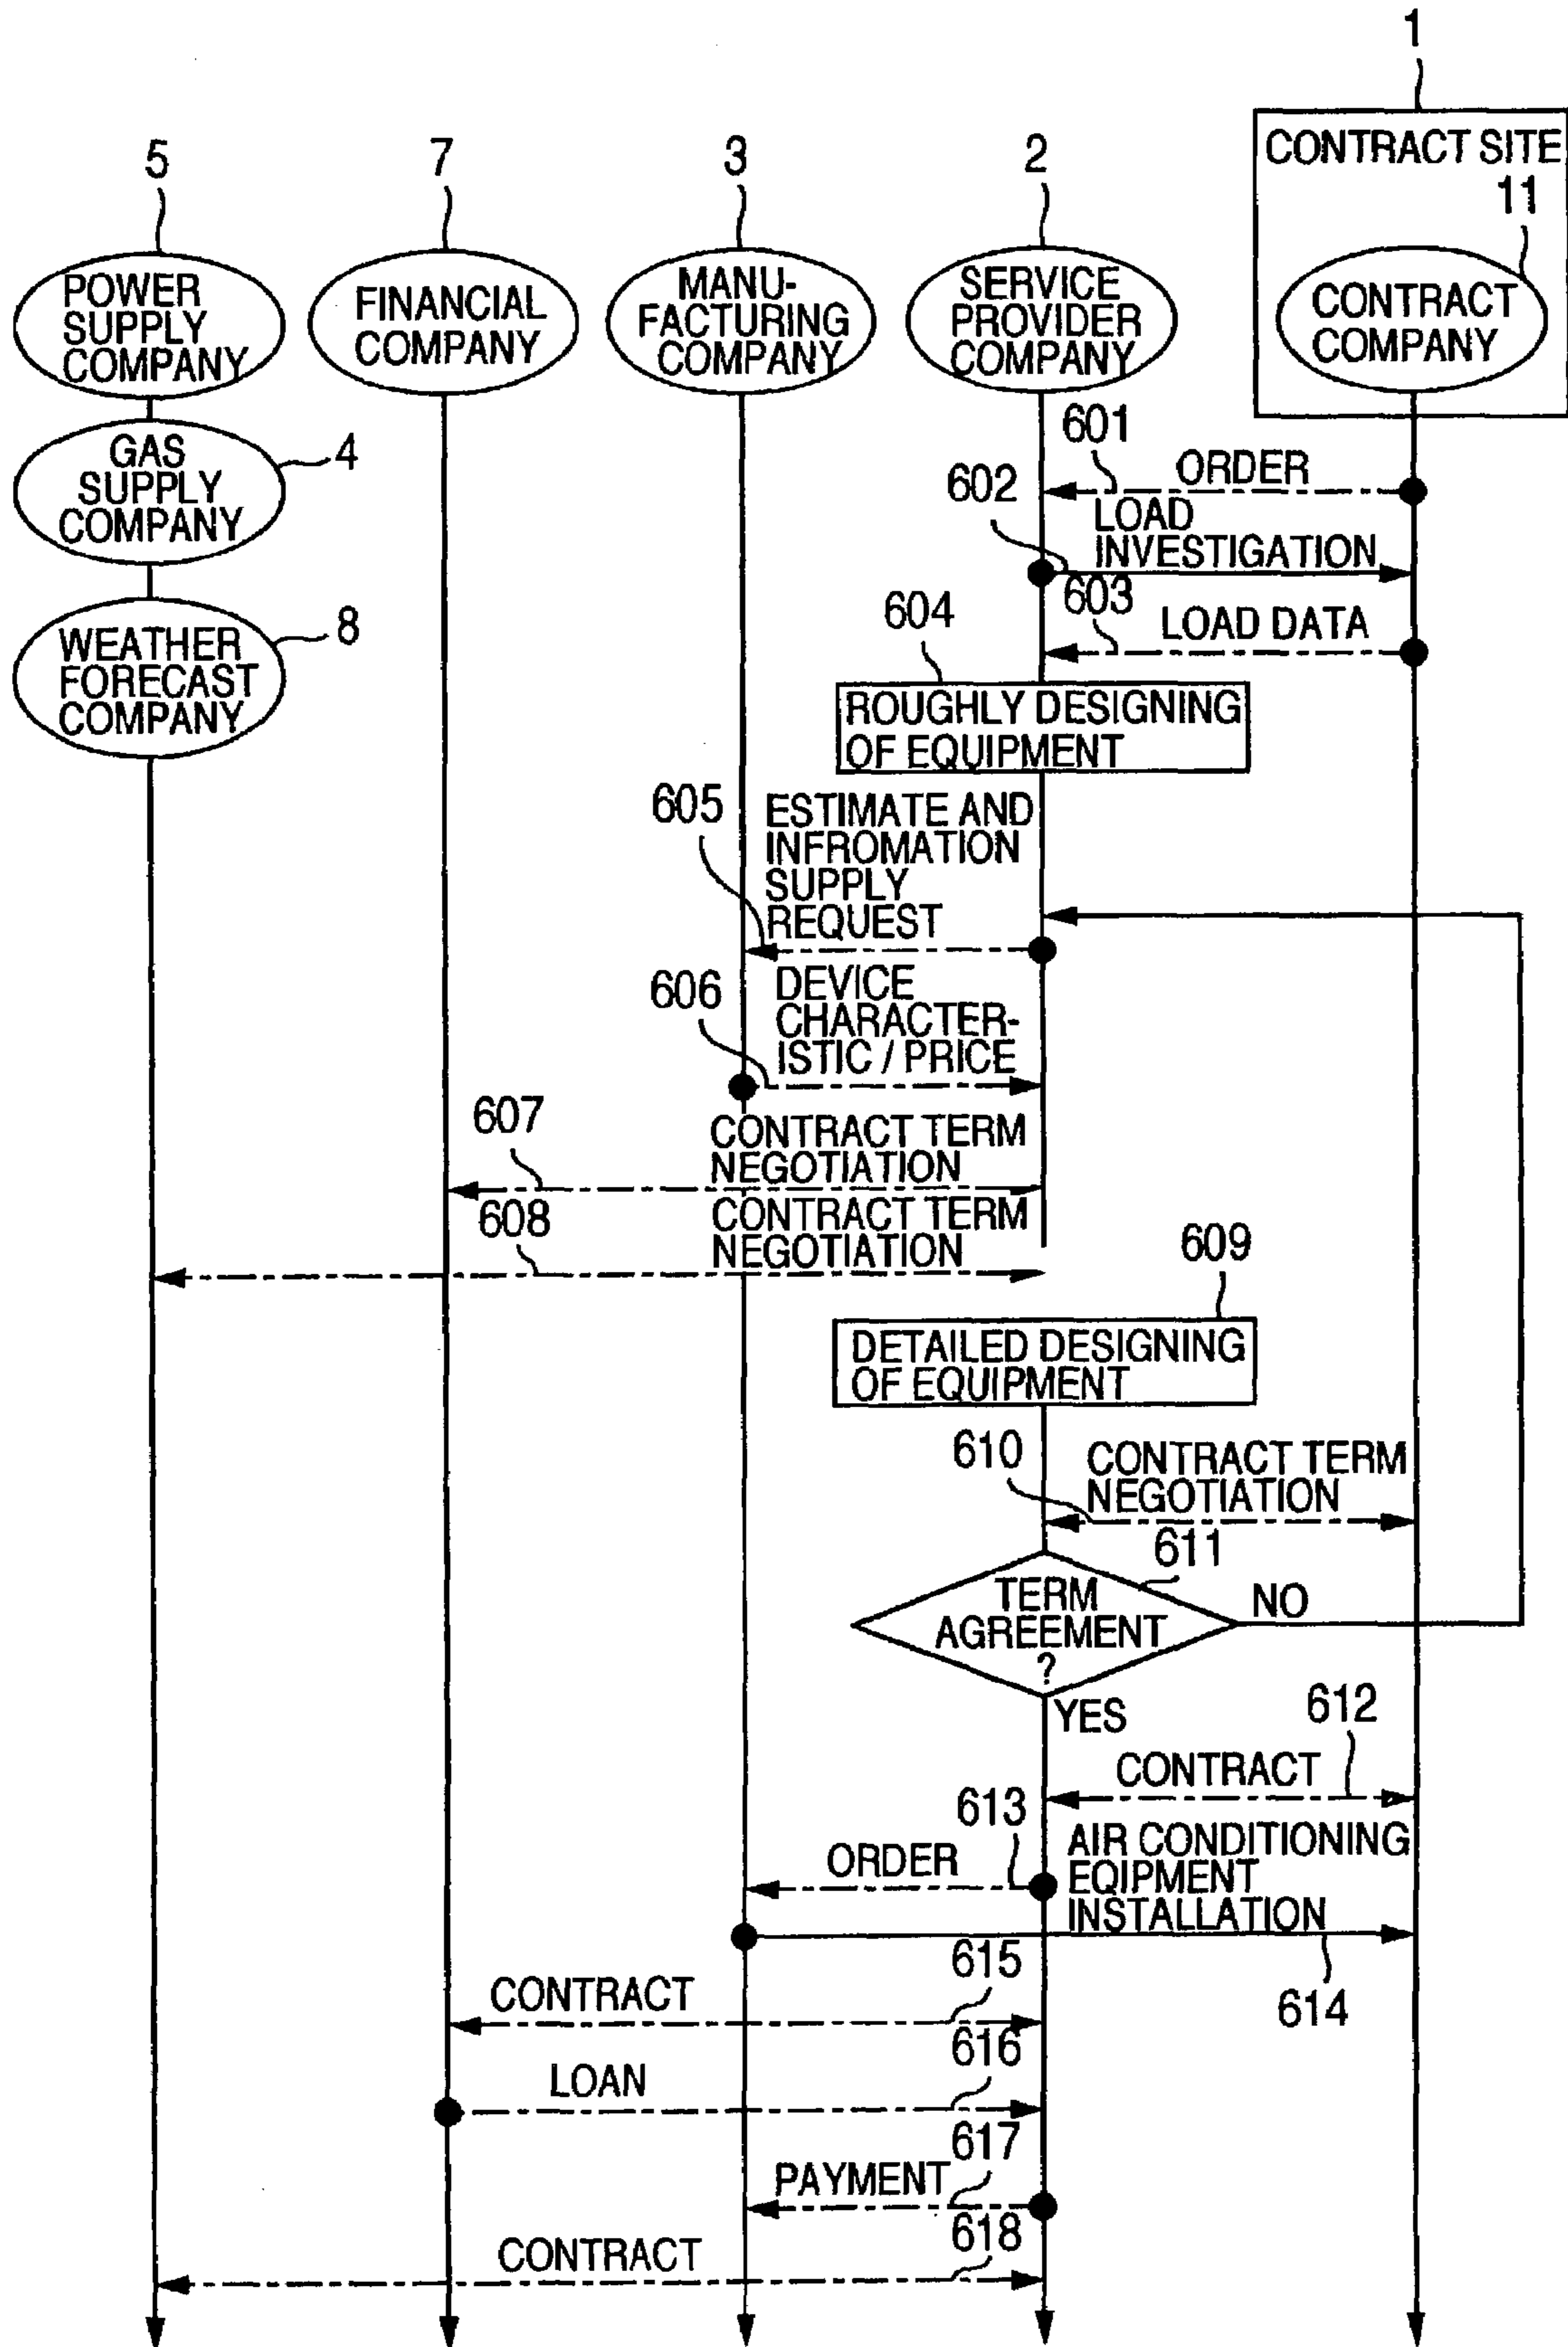 1
CONTRACT SITE
11
5
7
3
2
POWER
SUPPLY
COMPANY
FINANCIAL
COMPANY
MANU-
FACTURING
COMPANY
SERVICE
PROVIDER
COMPANY
CONTRACT
COMPANY
GAS
SUPPLY
COMPANY
4
WEATHER
FORECAST
COMPANY
8
601
ORDER
602
LOAD
INVESTIGATION
603
LOAD DATA
604
ROUGHLY DESIGNING
OF EQUIPMENT
605
ESTIMATE AND
INFROMATION
SUPPLY
REQUEST
606
DEVICE
CHARACTER-
ISTIC / PRICE
607
CONTRACT TERM
NEGOTIATION
608
CONTRACT TERM
NEGOTIATION
609
DETAILED DESIGNING
OF EQUIPMENT
610
CONTRACT TERM
NEGOTIATION
611
TERM
AGREEMENT
?
NO
YES
612
CONTRACT
613
ORDER
AIR CONDITIONING
EQIPMENT
INSTALLATION
614
615
CONTRACT
616
LOAN
617
PAYMENT
618
CONTRACT